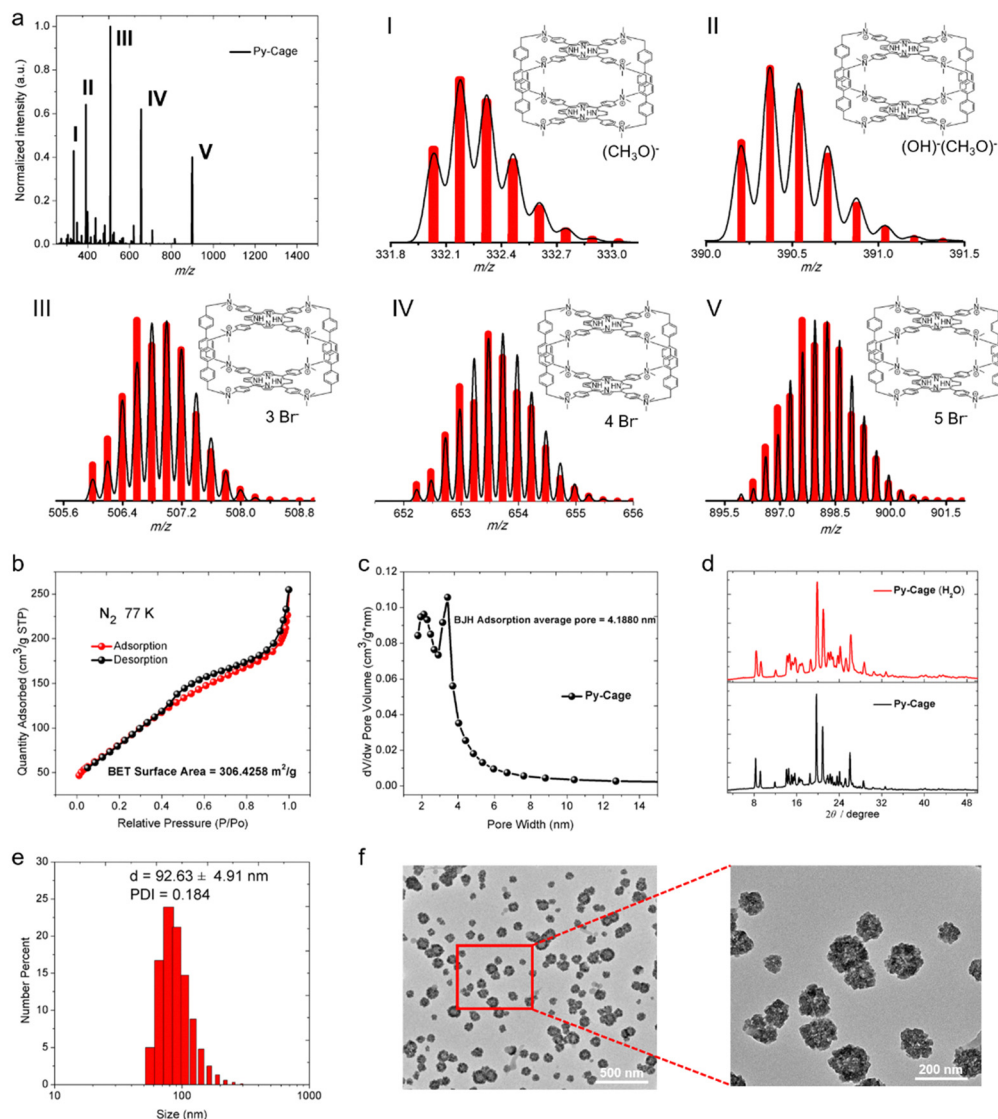 a
Normalized intensity (a.u.)
1.0
0.8
0.6
0.4
0.2
0.0
400 600 800 1000 1200 1400
m/z
Py-Cage
I
II
III
IV
V
I
(CH₃O)⁻
331.8 332.1 332.4 332.7 333.0
m/z
II
(OH)⁻(CH₃O)⁻
390.0 390.5 391.0 391.5
m/z
III
3 Br⁻
505.6 506.4 507.2 508.0 508.8
m/z
IV
4 Br⁻
652 653 654 655 656
m/z
V
5 Br⁻
895.5 897.0 898.5 900.0 901.5
m/z
b
Quantity Adsorbed (cm³/g STP)
250
200
150
100
50
N₂ 77 K
Adsorption
Desorption
BET Surface Area = 306.4258 m²/g
0.0 0.2 0.4 0.6 0.8 1.0
Relative Pressure (P/Po)
c
dV/dw Pore Volume (cm³/g*nm)
0.12
0.10
0.08
0.06
0.04
0.02
0.00
BJH Adsorption average pore = 4.1880 nm
Py-Cage
2 4 6 8 10 12 14
Pore Width (nm)
d
Py-Cage (H₂O)
Py-Cage
8 16 24 32 40 48
2θ / degree
e
Number Percent
30
25
20
15
10
5
0
d = 92.63 ± 4.91 nm
PDI = 0.184
10 100 1000
Size (nm)
f
500 nm
200 nm